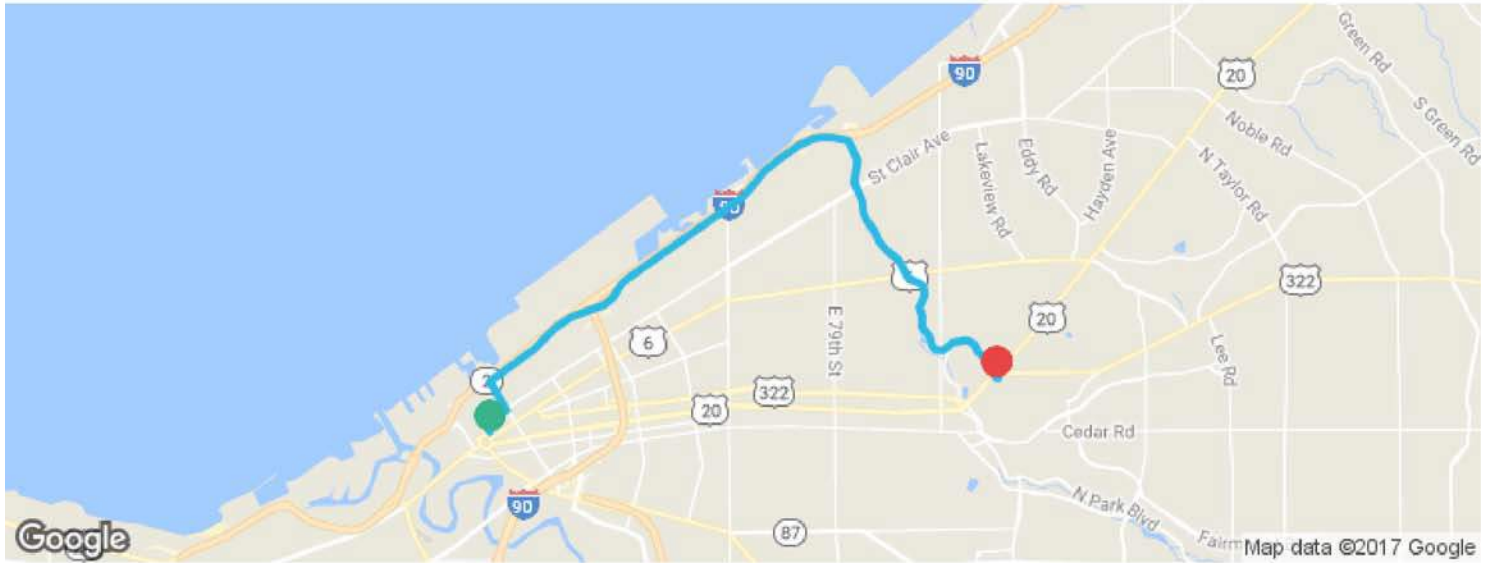 90
20
Green Rd
S Green Rd
Noble Rd
St Clair Ave
Lakeview Rd
Eddy Rd
Hayden Ave
N Taylor Rd
90
322
20
E 79th St
6
Lee Rd
2
322
20
Cedar Rd
90
N Park Blvd
87
Google
Map data ©2017 Google